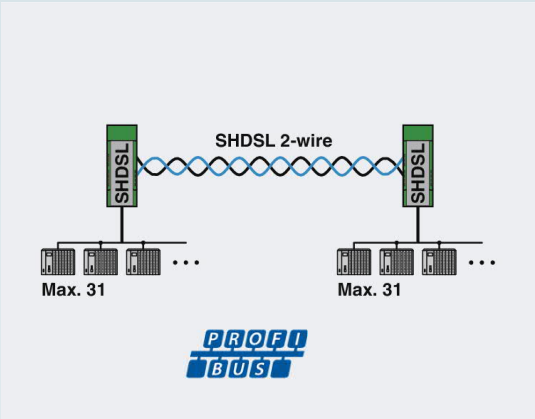 SHDSL 2-wire
SHDSL
SHDSL
Max. 31
Max. 31
PROFI
BUS